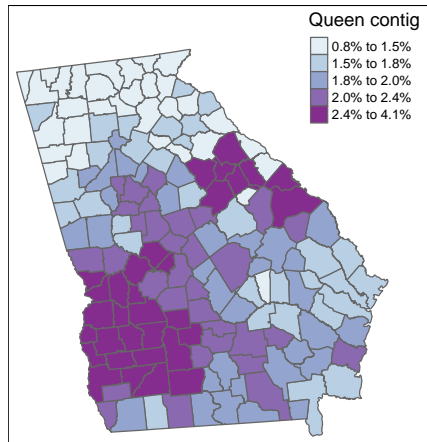 Queen contig
0.8% to 1.5%
1.5% to 1.8%
1.8% to 2.0%
2.0% to 2.4%
2.4% to 4.1%